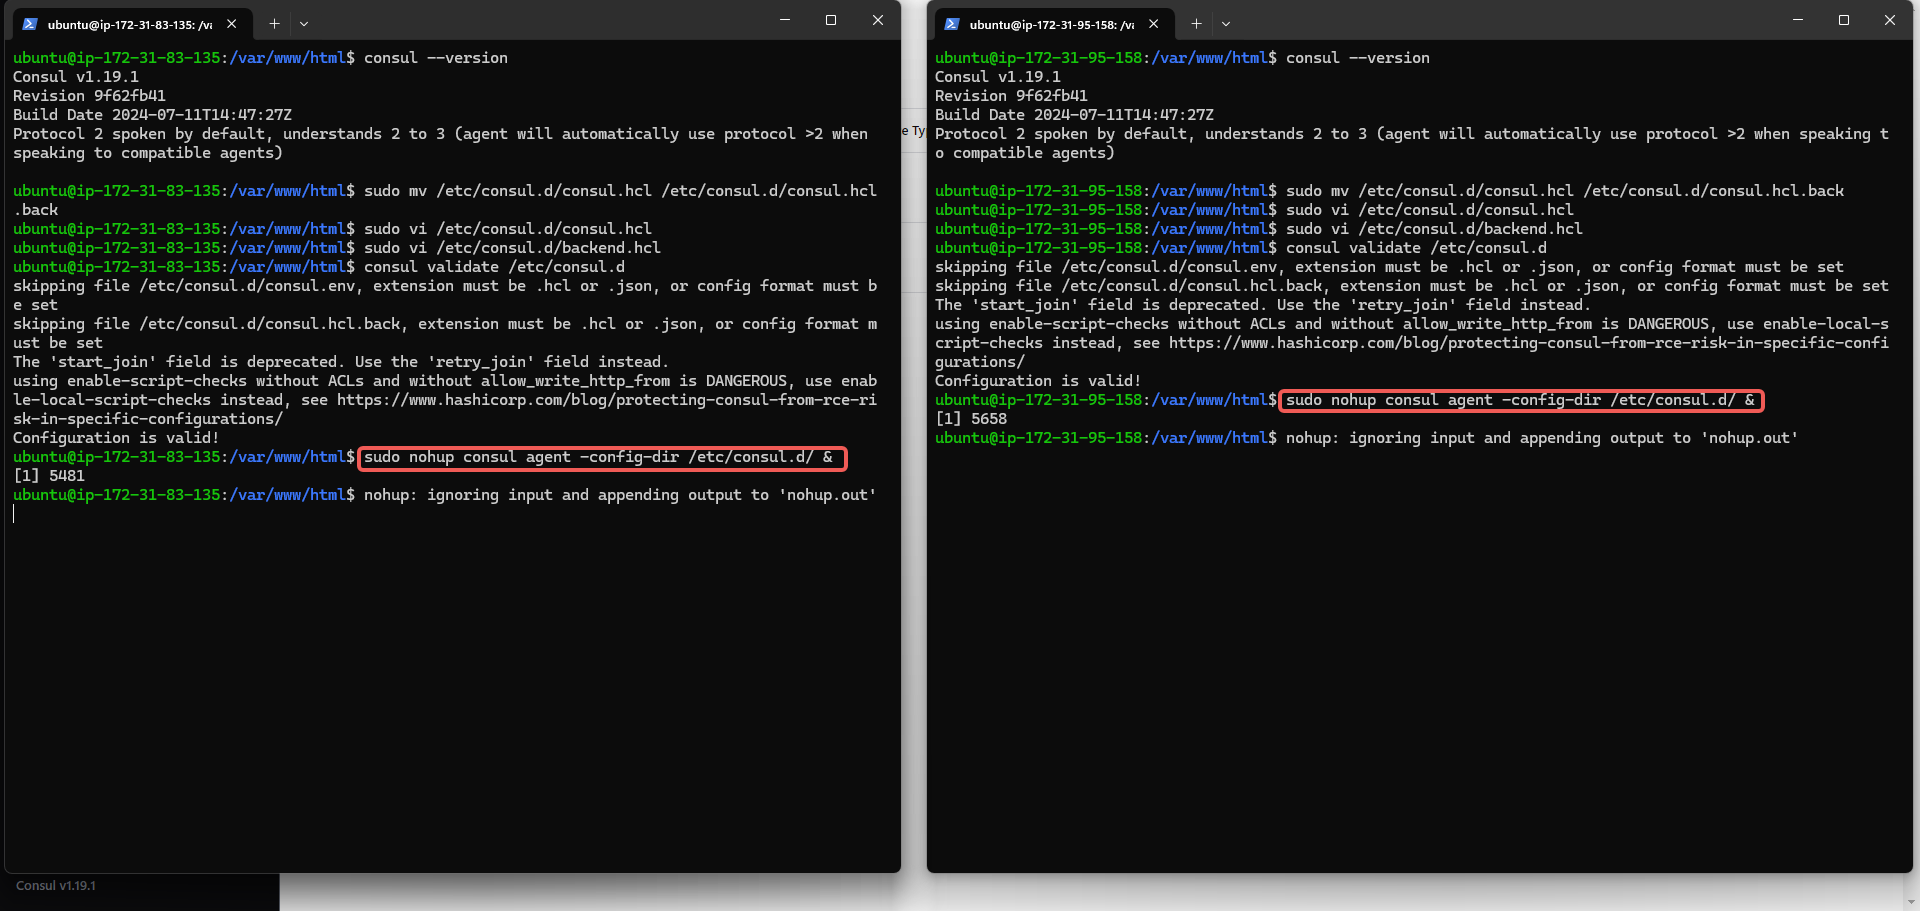 ubuntu@ip-172-31-83-135: /va
ubuntu@ip-172-31-83-135:/var/www/html$ consul --version
Consul v1.19.1
Revision 9f62fb41
Build Date 2024-07-11T14:47:27Z
Protocol 2 spoken by default, understands 2 to 3 (agent will automatically use protocol >2 when
speaking to compatible agents)
ubuntu@ip-172-31-83-135:/var/www/html$ sudo mv /etc/consul.d/consul.hcl /etc/consul.d/consul.hcl
.back
ubuntu@ip-172-31-83-135:/var/www/html$ sudo vi /etc/consul.d/consul.hcl
ubuntu@ip-172-31-83-135:/var/www/html$ sudo vi /etc/consul.d/backend.hcl
ubuntu@ip-172-31-83-135:/var/www/html$ consul validate /etc/consul.d
skipping file /etc/consul.d/consul.env, extension must be .hcl or .json, or config format must b
e set
skipping file /etc/consul.d/consul.hcl.back, extension must be .hcl or .json, or config format m
ust be set
The 'start_join' field is deprecated. Use the 'retry_join' field instead.
using enable-script-checks without ACLs and without allow_write_http_from is DANGEROUS, use enab
le-local-script-checks instead, see https://www.hashicorp.com/blog/protecting-consul-from-rce-ri
sk-in-specific-configurations/
Configuration is valid!
ubuntu@ip-172-31-83-135:/var/www/html$ sudo nohup consul agent -config-dir /etc/consul.d/ &
[1] 5481
ubuntu@ip-172-31-83-135:/var/www/html$ nohup: ignoring input and appending output to 'nohup.out'
Consul v1.19.1
e Typ
ubuntu@ip-172-31-95-158: /va
ubuntu@ip-172-31-95-158:/var/www/html$ consul --version
Consul v1.19.1
Revision 9f62fb41
Build Date 2024-07-11T14:47:27Z
Protocol 2 spoken by default, understands 2 to 3 (agent will automatically use protocol >2 when speaking t
o compatible agents)
ubuntu@ip-172-31-95-158:/var/www/html$ sudo mv /etc/consul.d/consul.hcl /etc/consul.d/consul.hcl.back
ubuntu@ip-172-31-95-158:/var/www/html$ sudo vi /etc/consul.d/consul.hcl
ubuntu@ip-172-31-95-158:/var/www/html$ sudo vi /etc/consul.d/backend.hcl
ubuntu@ip-172-31-95-158:/var/www/html$ consul validate /etc/consul.d
skipping file /etc/consul.d/consul.env, extension must be .hcl or .json, or config format must be set
skipping file /etc/consul.d/consul.hcl.back, extension must be .hcl or .json, or config format must be set
The 'start_join' field is deprecated. Use the 'retry_join' field instead.
using enable-script-checks without ACLs and without allow_write_http_from is DANGEROUS, use enable-local-s
cript-checks instead, see https://www.hashicorp.com/blog/protecting-consul-from-rce-risk-in-specific-confi
gurations/
Configuration is valid!
ubuntu@ip-172-31-95-158:/var/www/html$ sudo nohup consul agent -config-dir /etc/consul.d/ &
[1] 5658
ubuntu@ip-172-31-95-158:/var/www/html$ nohup: ignoring input and appending output to 'nohup.out'